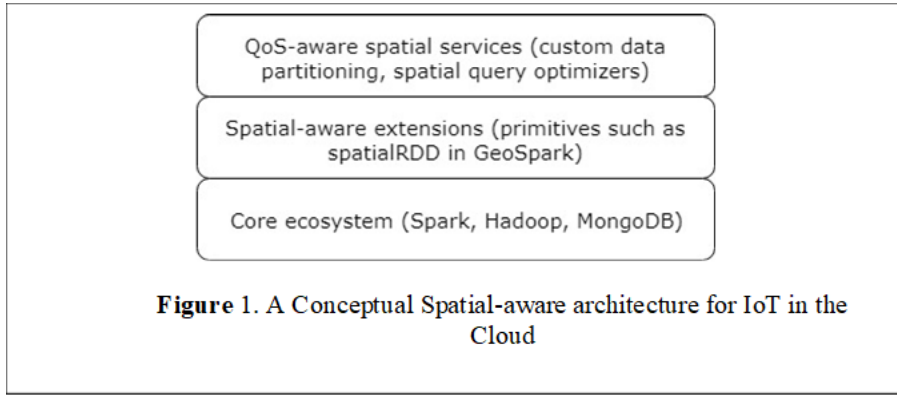 QoS-aware spatial services (custom data
partitioning, spatial query optimizers)
Spatial-aware extensions (primitives such as
spatialRDD in GeoSpark)
Core ecosystem (Spark, Hadoop, MongoDB)
Figure 1. A Conceptual Spatial-aware architecture for IoT in the
Cloud